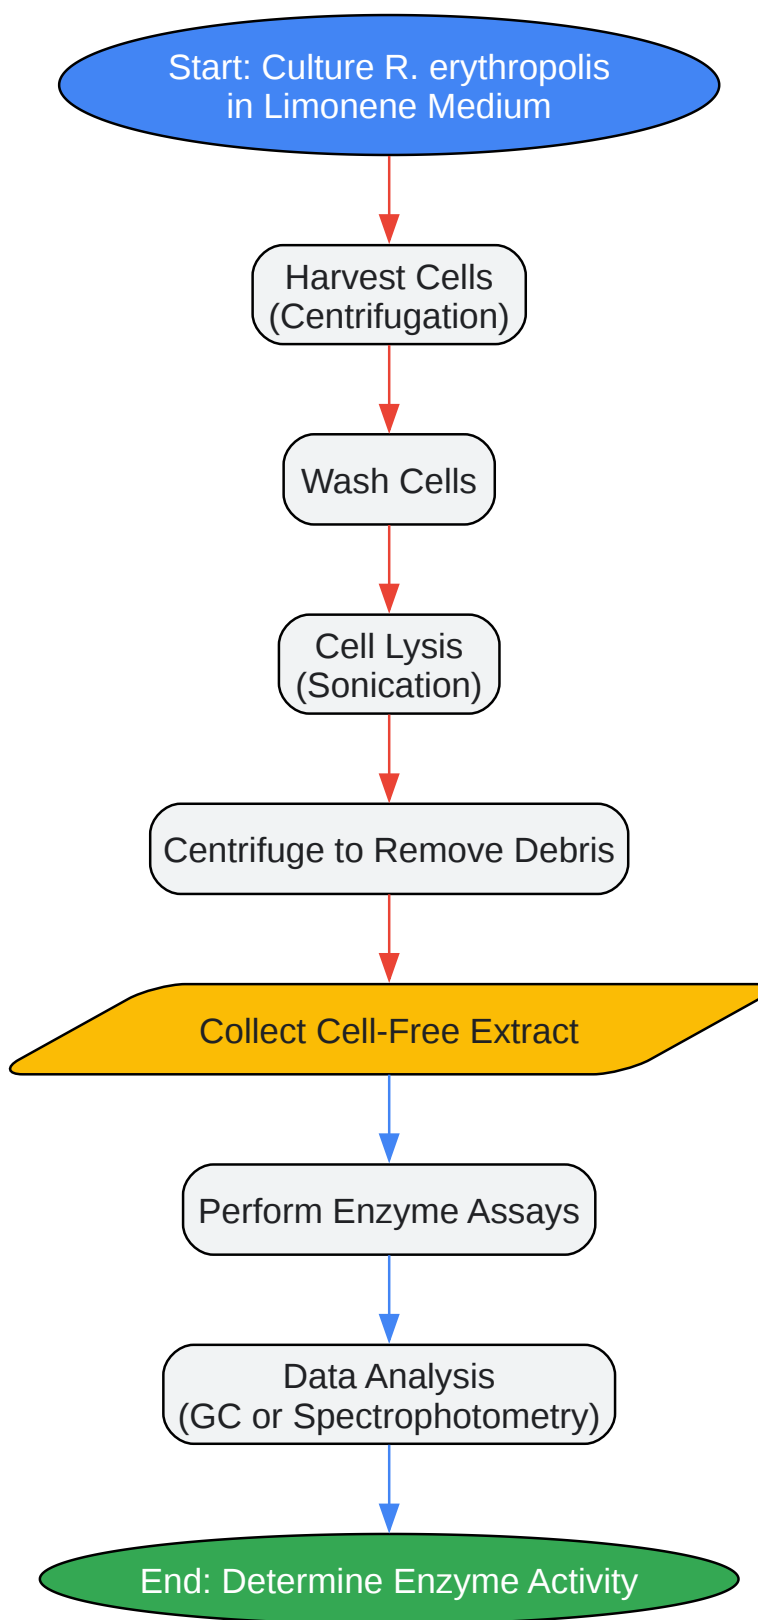 Start: Culture R. erythropolis
in Limonene Medium
Harvest Cells
(Centrifugation)
Wash Cells
Cell Lysis
(Sonication)
Centrifuge to Remove Debris
Collect Cell-Free Extract
Perform Enzyme Assays
Data Analysis
(GC or Spectrophotometry)
End: Determine Enzyme Activity